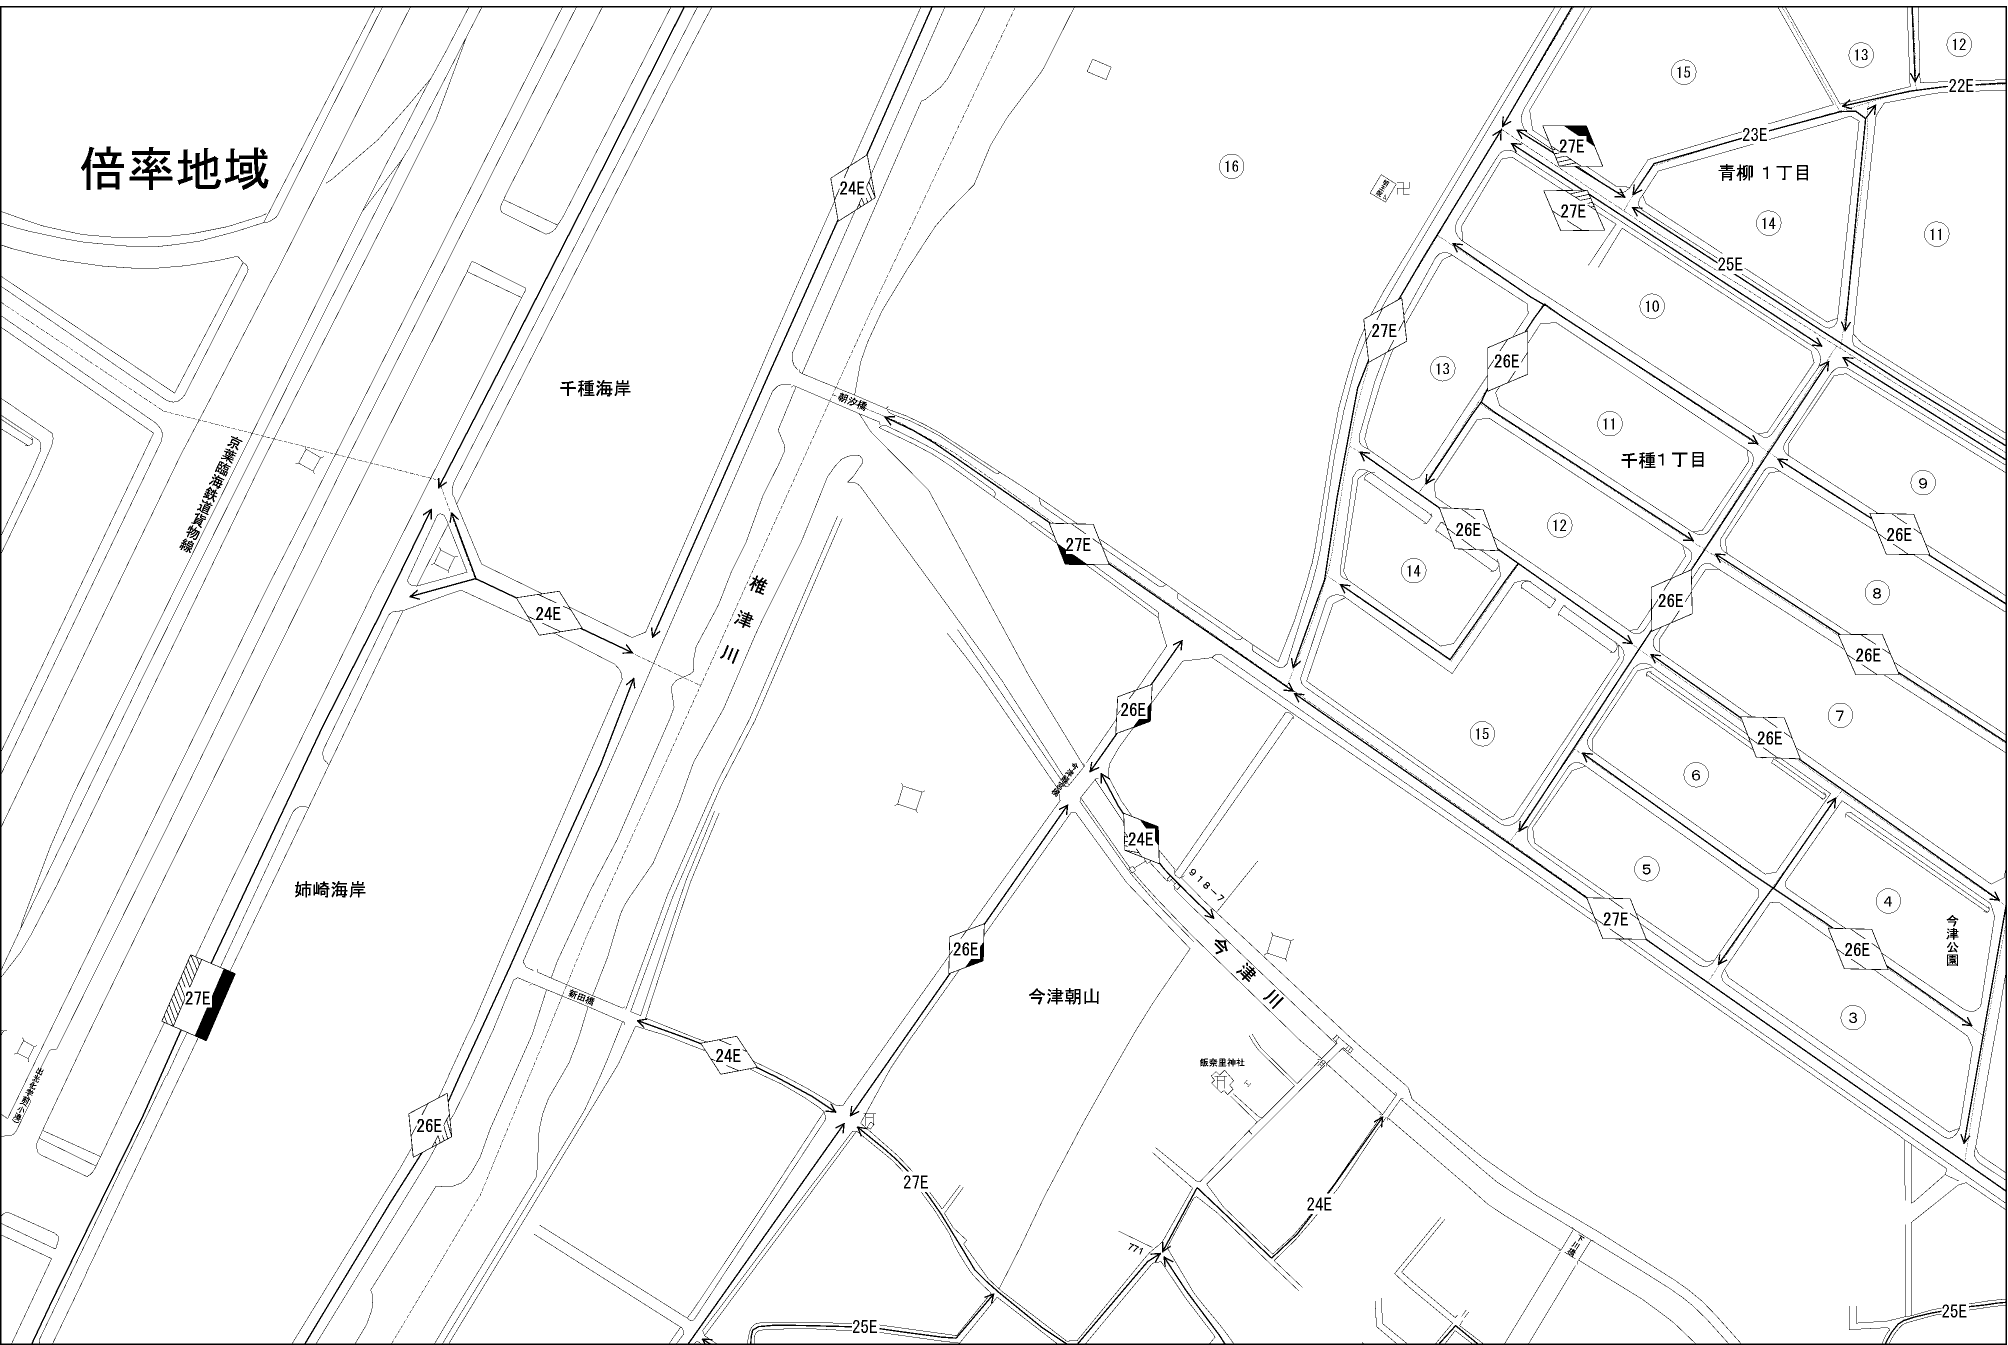 倍率地域
⑮
⑬
⑫
22E
23E
27E
青柳 1丁目
⑭
⑪
27E
25E
24E
⑯
卍
⑩
27E
26E
⑬
千種海岸
朝汐橋
⑪
千種1丁目
⑨
京葉臨海鉄道貨物線
⑫
26E
26E
27E
⑭
⑧
26E
24E
椎津川
26E
26E
⑦
⑮
26E
⑥
24E
918-7
⑤
④
姉崎海岸
27E
今津公園
26E
26E
今津川
27E
新田橋
今津朝山
③
24E
飯奈里神社
26E
27E
24E
771
下川橋
25E
25E